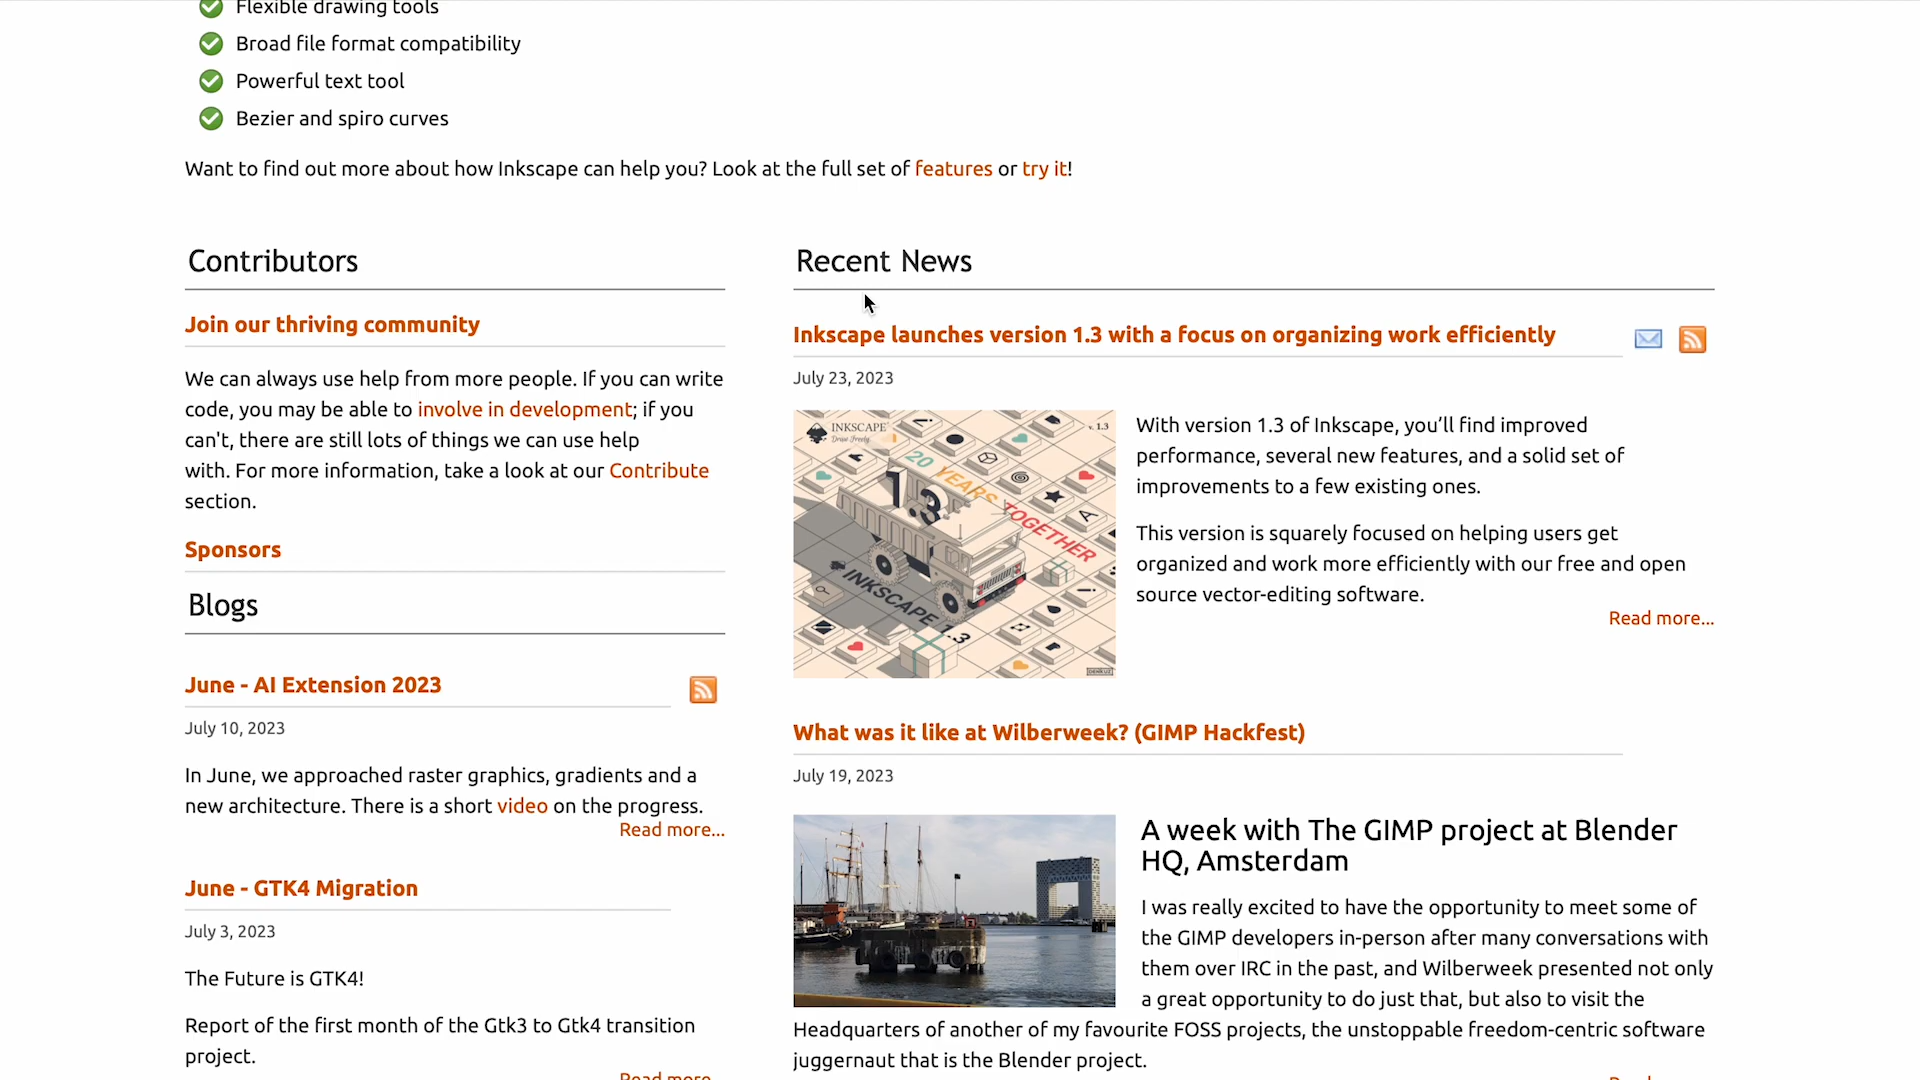 Flexible drawing tools
Broad file format compatibility
Powerful text tool
Bezier and spiro curves
Want to find out more about how Inkscape can help you? Look at the full set of features or try it!
Contributors
Join our thriving community
We can always use help from more people. If you can write
code, you may be able to involve in development; if you
can't, there are still lots of things we can use help
with. For more information, take a look at our Contribute
section.
Sponsors
Blogs
June - AI Extension 2023
July 10, 2023
In June, we approached raster graphics, gradients and a
new architecture. There is a short video on the progress.
Read more...
June - GTK4 Migration
July 3, 2023
The Future is GTK4!
Report of the first month of the Gtk3 to Gtk4 transition
project.
Read more...
Recent News
Inkscape launches version 1.3 with a focus on organizing work efficiently
July 23, 2023
INKSCAPE
Draw Freely.
v. 1.3
20 YEARS TOGETHER
1.3
INKSCAPE 1.3
With version 1.3 of Inkscape, you’ll find improved
performance, several new features, and a solid set of
improvements to a few existing ones.
This version is squarely focused on helping users get
organized and work more efficiently with our free and open
source vector-editing software.
Read more...
What was it like at Wilberweek? (GIMP Hackfest)
July 19, 2023
A week with The GIMP project at Blender
HQ, Amsterdam
I was really excited to have the opportunity to meet some of
the GIMP developers in-person after many conversations with
them over IRC in the past, and Wilberweek presented not only
a great opportunity to do just that, but also to visit the
Headquarters of another of my favourite FOSS projects, the unstoppable freedom-centric software
juggernaut that is the Blender project.